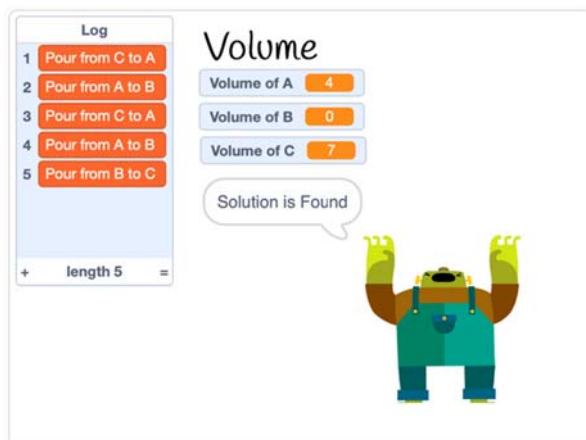 Log
1 Pour from C to A
2 Pour from A to B
3 Pour from C to A
4 Pour from A to B
5 Pour from B to C
+ length 5 =
Volume
Volume of A 4
Volume of B 0
Volume of C 7
Solution is Found